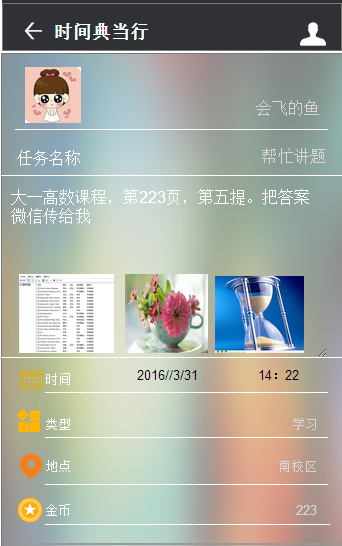 时间典当行
会飞的鱼
任务名称 帮忙讲题
大一高数课程，第223页，第五提。把答案
微信传给我
时间 2016//3/31 14：22
类型 学习
地点 南校区
金币 223